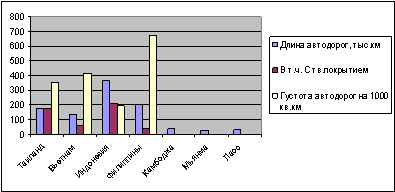 800
700
600
500
400
300
200
100
0
Таиланд
Вьетнам
Индонезия
Филиппины
Камбоджа
Мьянма
Лаос
Длина автодорог, тыс.км
В т.ч. С тв.покрытием
Густота автодорог на 1000
кв.км